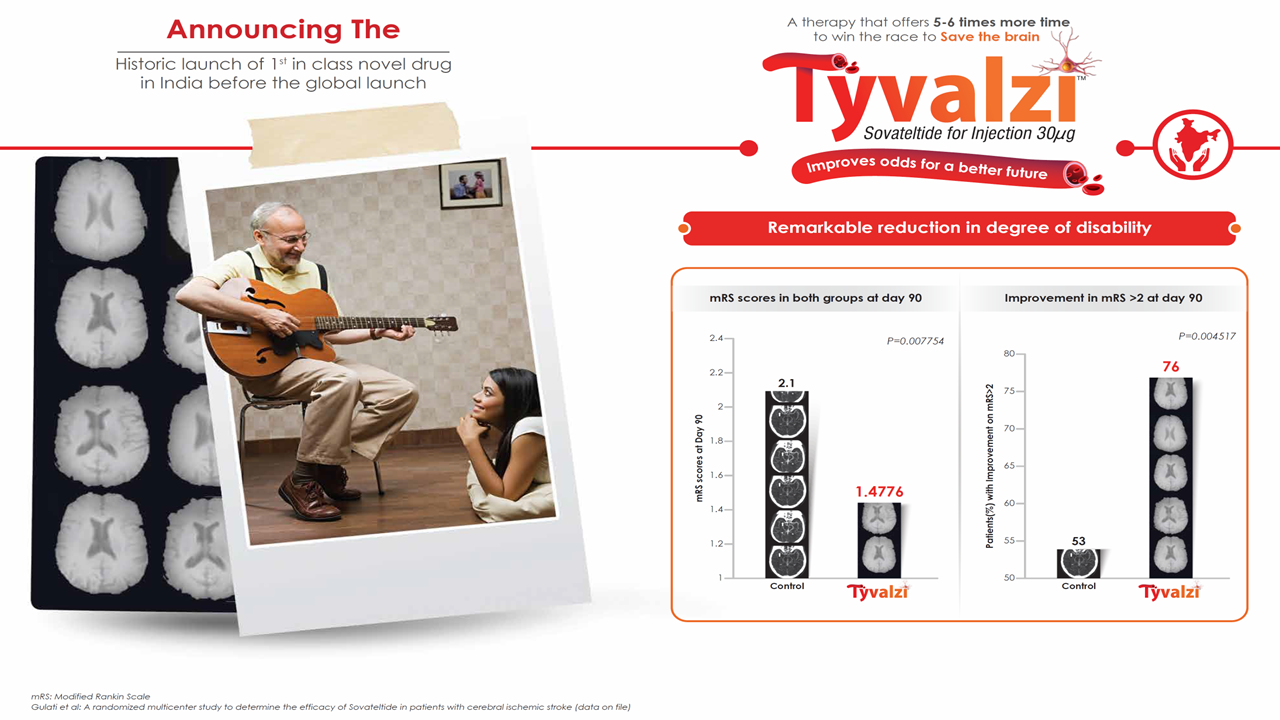 Announcing The
Historic launch of 1st in class novel drug
in India before the global launch
A therapy that offers 5-6 times more time
to win the race to Save the brain
Tyvalzi™
Sovateltide for Injection 30µg
Improves odds for a better future
Remarkable reduction in degree of disability
mRS scores in both groups at day 90
P=0.007754
mRS scores at Day 90
2.4
2.2
2
1.8
1.6
1.4
1.2
1
2.1
1.4776
Control
Tyvalzi
Improvement in mRS >2 at day 90
P=0.004517
Patients(%) with Improvement on mRS>2
80
75
70
65
60
55
50
53
76
Control
Tyvalzi
mRS: Modified Rankin Scale
Gulati et al: A randomized multicenter study to determine the efficacy of Sovateltide in patients with cerebral ischemic stroke (data on file)